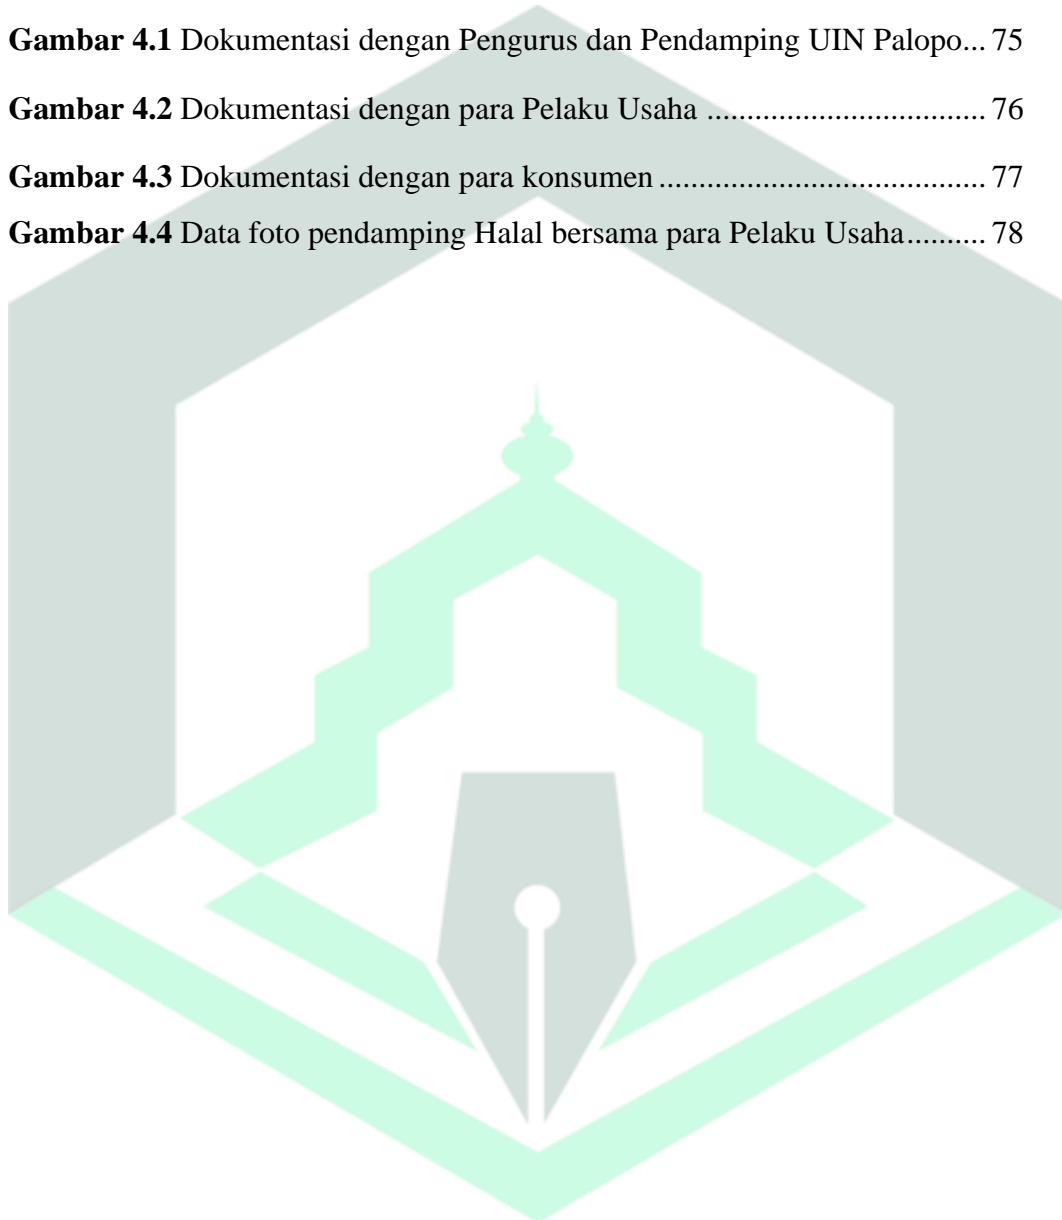 Gambar 4.1 Dokumentasi dengan Pengurus dan Pendamping UIN Palopo... 75
Gambar 4.2 Dokumentasi dengan para Pelaku Usaha .................................. 76
Gambar 4.3 Dokumentasi dengan para konsumen ........................................ 77
Gambar 4.4 Data foto pendamping Halal bersama para Pelaku Usaha.......... 78